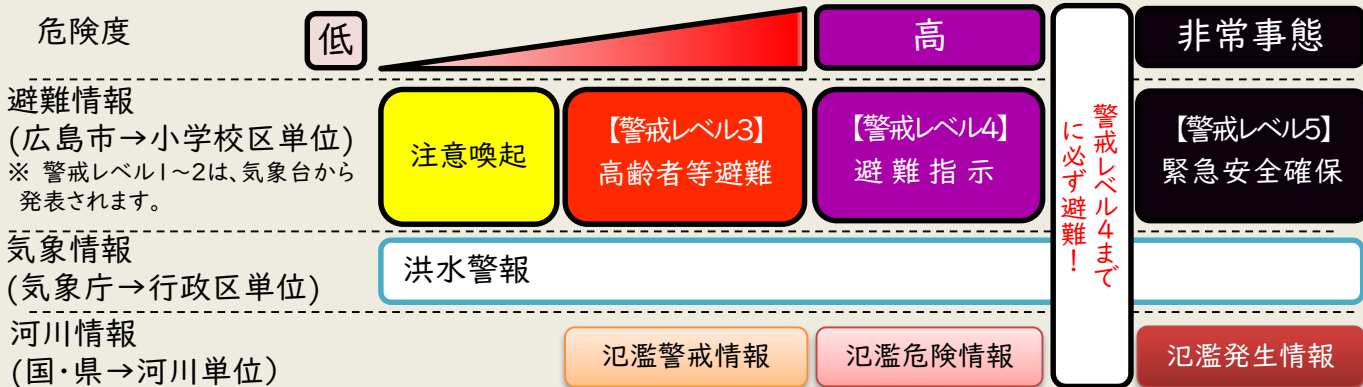 危険度
低
高
非常事態
避難情報
(広島市→小学校区単位)
※ 警戒レベル1~2は、気象台から
発表されます。
注意喚起
【警戒レベル3】
高齢者等避難
【警戒レベル4】
避難指示
警戒レベル4まで
に必ず避難!
【警戒レベル5】
緊急安全確保
気象情報
(気象庁→行政区単位)
洪水警報
河川情報
(国・県→河川単位)
氾濫警戒情報
氾濫危険情報
氾濫発生情報